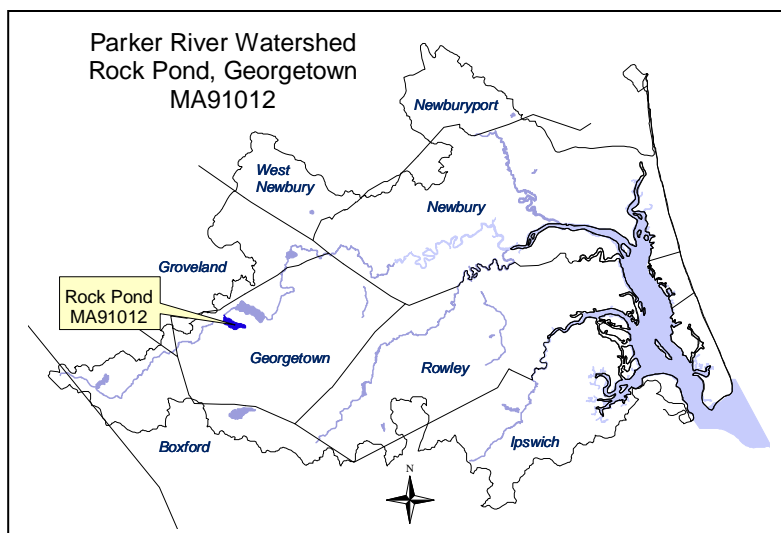 Parker River Watershed
Rock Pond, Georgetown
MA91012
Newburyport
West
Newbury
Newbury
Groveland
Rock Pond
MA91012
Georgetown
Rowley
Boxford
Ipswich
N